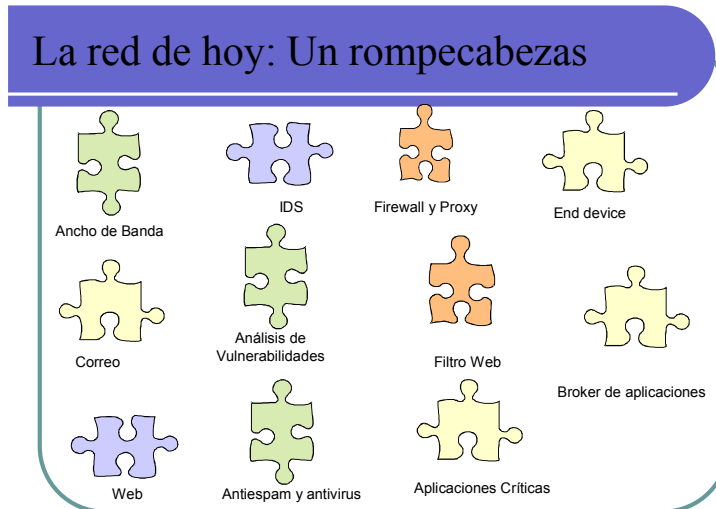 La red de hoy: Un rompecabezas
Ancho de Banda
IDS
Firewall y Proxy
End device
Correo
Análisis de
Vulnerabilidades
Filtro Web
Broker de aplicaciones
Web
Antiespam y antivirus
Aplicaciones Críticas